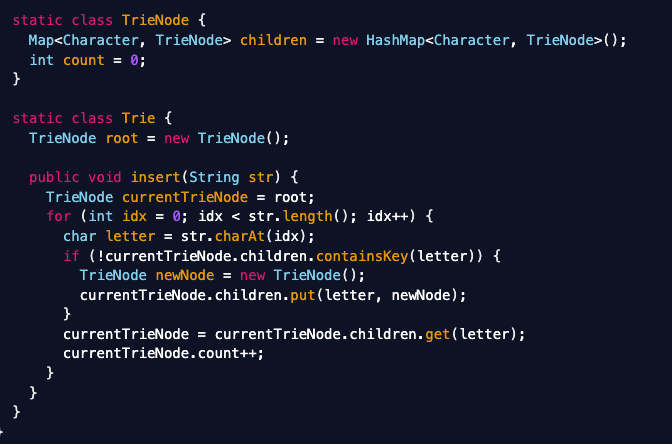 static class TrieNode {
  Map<Character, TrieNode> children = new HashMap<Character, TrieNode>();
  int count = 0;
}

static class Trie {
  TrieNode root = new TrieNode();

  public void insert(String str) {
    TrieNode currentTrieNode = root;
    for (int idx = 0; idx < str.length(); idx++) {
      char letter = str.charAt(idx);
      if (!currentTrieNode.children.containsKey(letter)) {
        TrieNode newNode = new TrieNode();
        currentTrieNode.children.put(letter, newNode);
      }
      currentTrieNode = currentTrieNode.children.get(letter);
      currentTrieNode.count++;
    }
  }
}